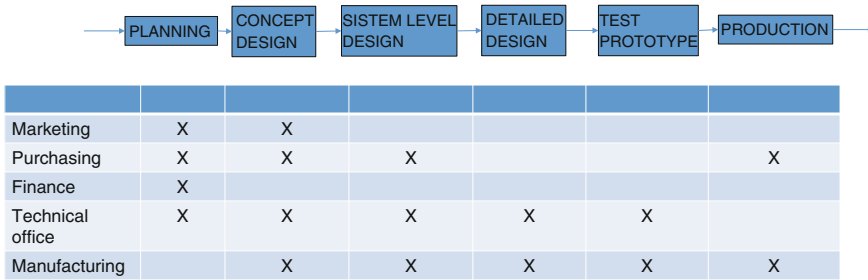 PLANNING
CONCEPT
DESIGN
SISTEM LEVEL
DESIGN
DETAILED
DESIGN
TEST
PROTOTYPE
PRODUCTION
Marketing X X
Purchasing X X X X
Finance X
Technical
office X X X X X
Manufacturing X X X X X